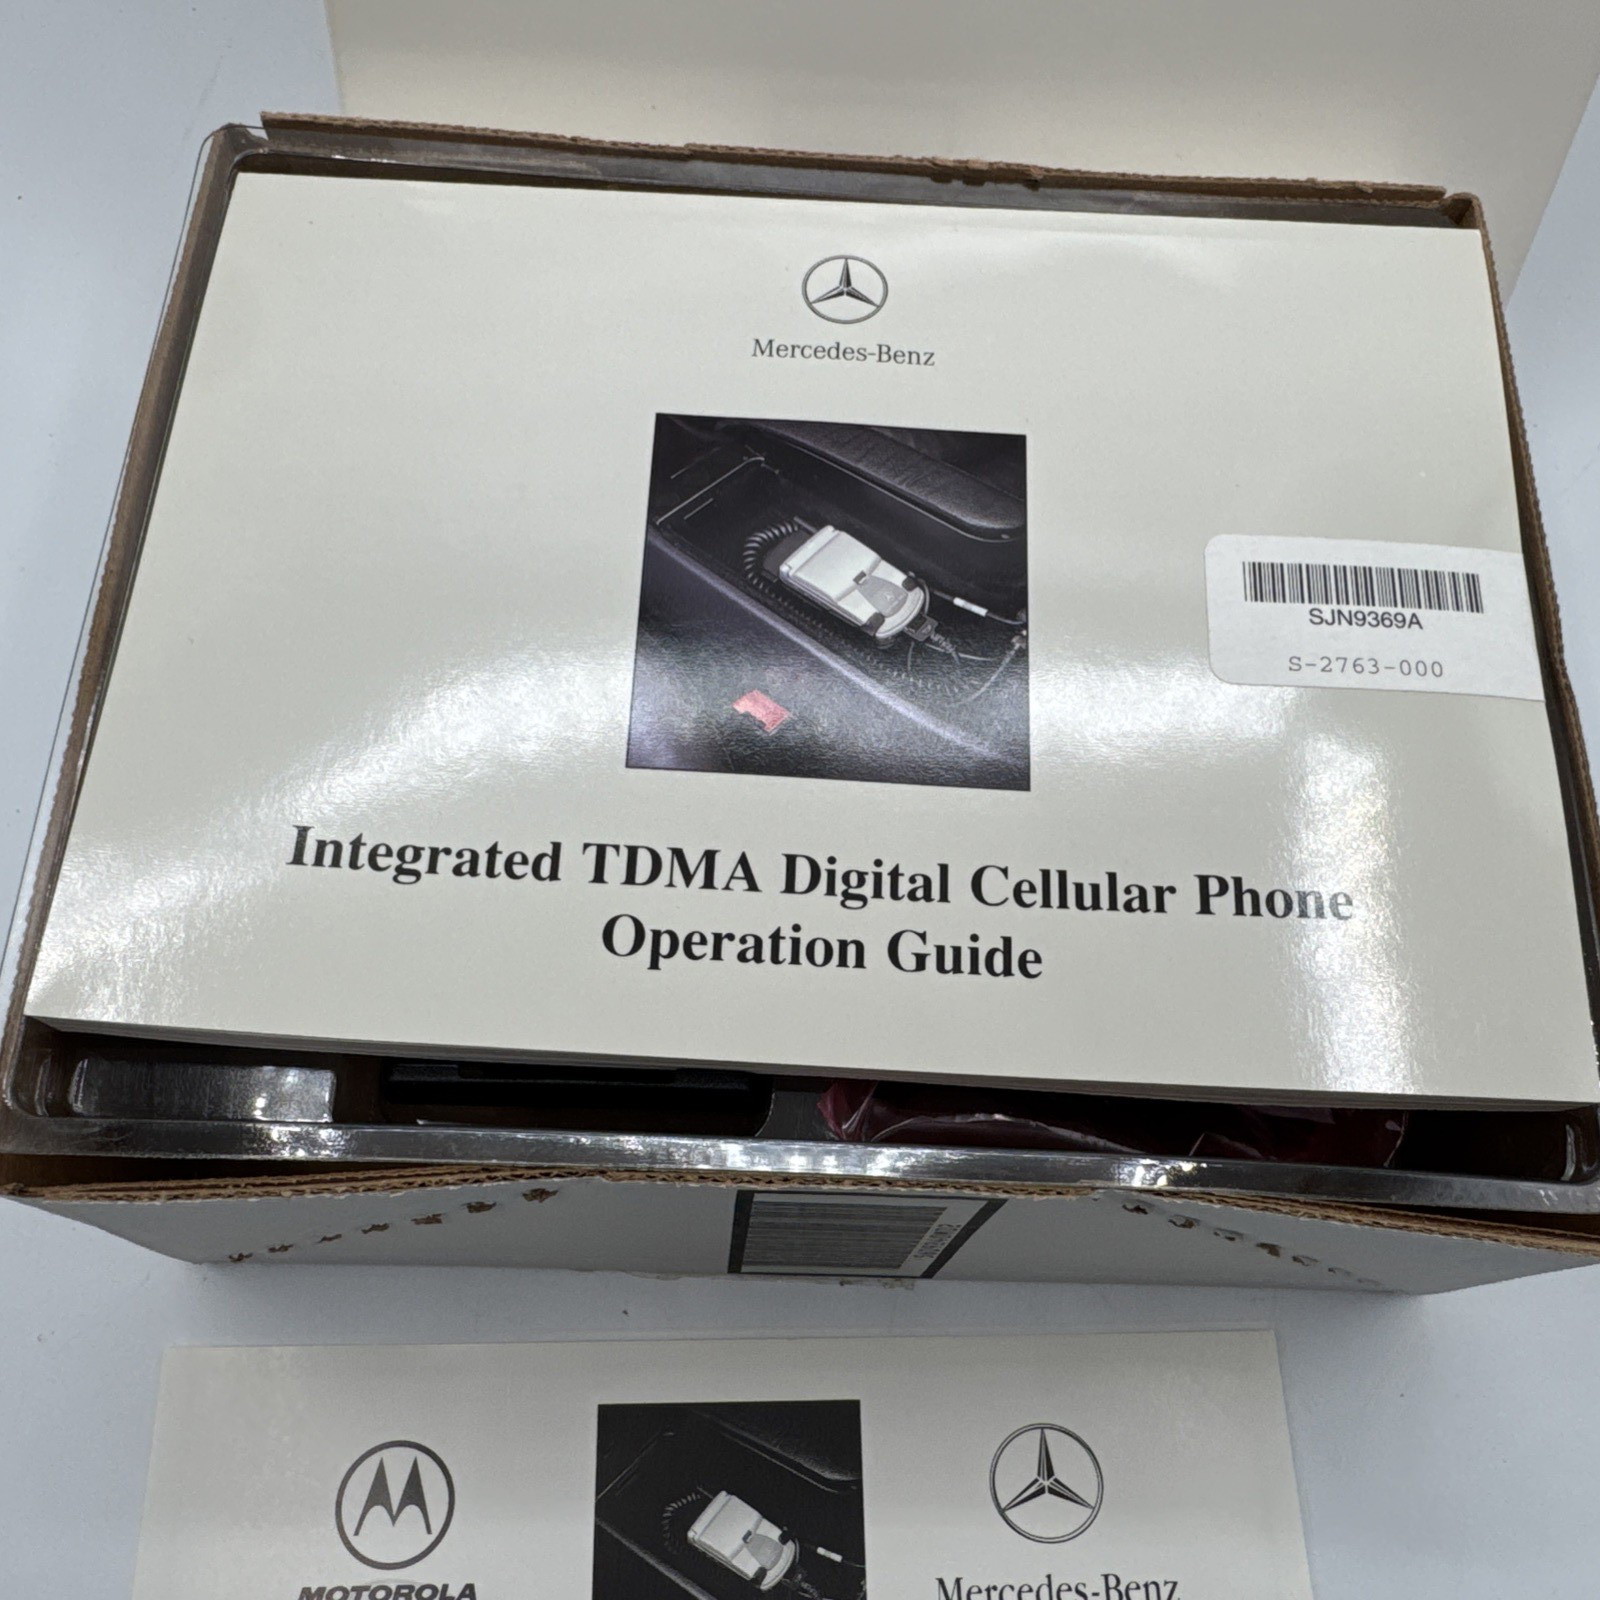 Mercedes-Benz
SJN9369A
S-2763-000
Integrated TDMA Digital Cellular Phone
Operation Guide
MOTOROLA
Mercedes-Benz